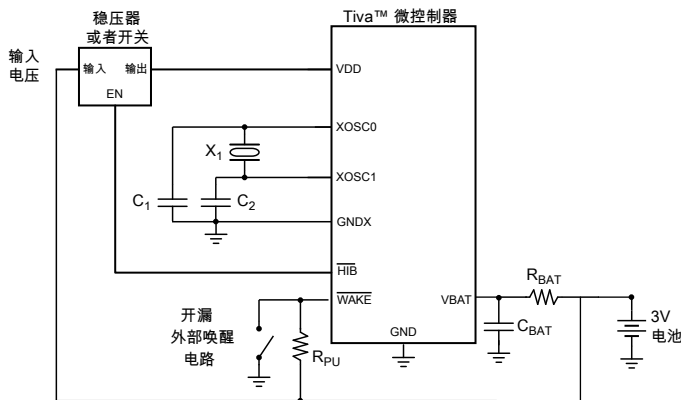 Tiva™ 微控制器
稳压器
或者开关
输入
电压
输入
输出
EN
VDD
XOSC0
X1
XOSC1
C1
C2
GNDX
HIB
WAKE
VBAT
RBAT
开漏
外部唤醒
电路
RPU
GND
CBAT
3V
电池